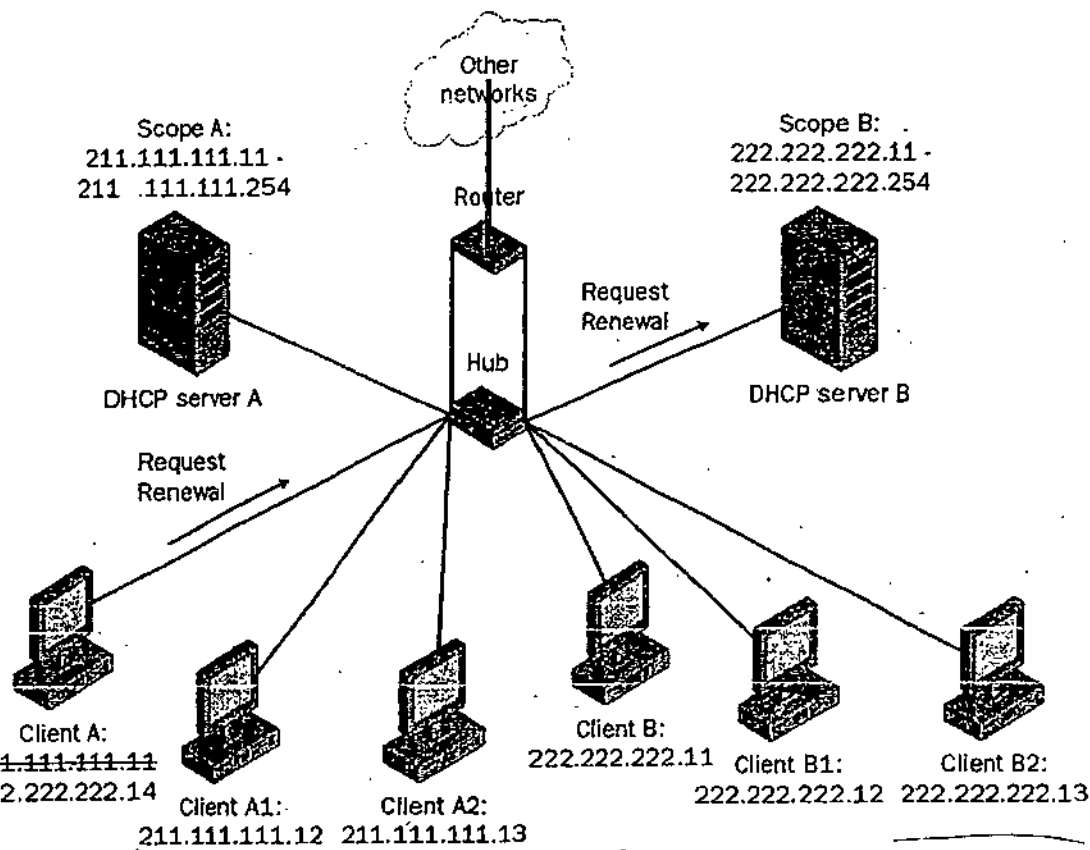 Other
networks
Scope A:
211.111.111.11 -
211 .111.111.254
Scope B:
222.222.222.11 -
222.222.222.254
Router
Request
Renewal
Hub
DHCP server A
DHCP server B
Request
Renewal
Client A:
1.111.111.11
2.222.222.14
Client A1:
211.111.111.12
Client A2:
211.111.111.13
Client B:
222.222.222.11
Client B1:
222.222.222.12
Client B2:
222.222.222.13